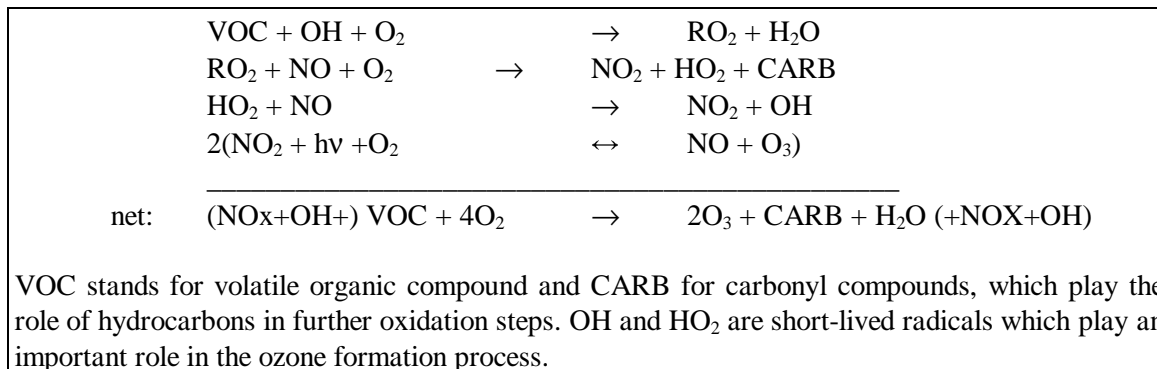 VOC + OH + O₂ → RO₂ + H₂O
RO₂ + NO + O₂ → NO₂ + HO₂ + CARB
HO₂ + NO → NO₂ + OH
2(NO₂ + hν +O₂ ↔ NO + O₃)
net: (NOx+OH+) VOC + 4O₂ → 2O₃ + CARB + H₂O (+NOX+OH)
VOC stands for volatile organic compound and CARB for carbonyl compounds, which play the
role of hydrocarbons in further oxidation steps. OH and HO₂ are short-lived radicals which play an
important role in the ozone formation process.